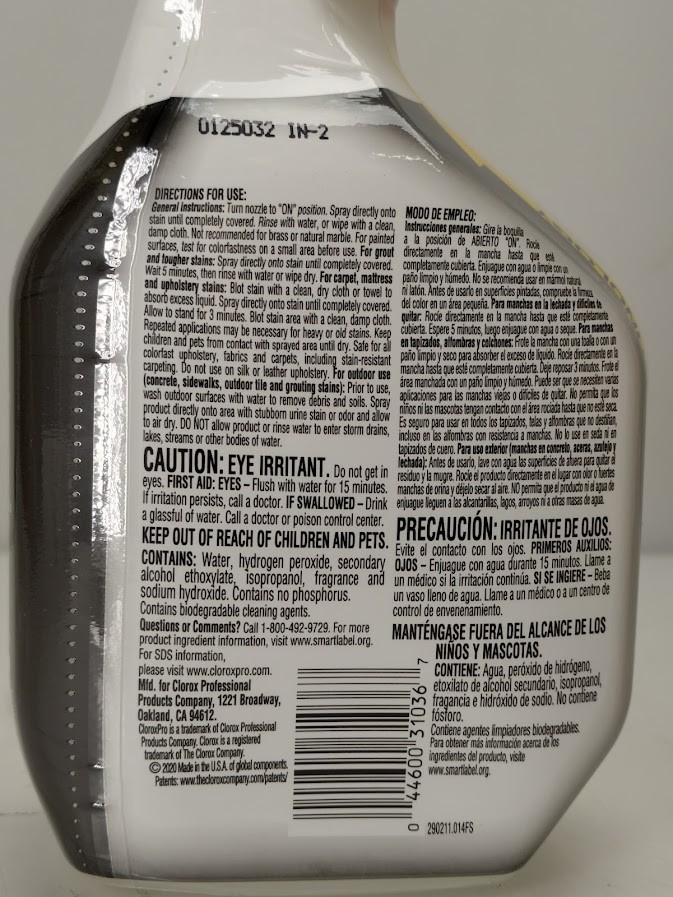 0125032 IN-2
DIRECTIONS FOR USE:
General instructions: Turn nozzle to "ON" position. Spray directly onto
stain until completely covered. Rinse with water, or wipe with a clean,
damp cloth. Not recommended for brass or natural marble. For painted
surfaces, test for colorfastness on a small area before use. For grout
and tougher stains: Spray directly onto stain until completely covered.
Wait 5 minutes, then rinse with water or wipe dry. For carpet, mattress
and upholstery stains: Blot stain with a clean, dry cloth or towel to
absorb excess liquid. Spray directly onto stain until completely covered.
Allow to stand for 3 minutes. Blot stain area with a clean, damp cloth.
Repeated applications may be necessary for heavy or old stains. Keep
children and pets from contact with sprayed area until dry. Safe for all
colorfast upholstery, fabrics and carpets, including stain-resistant
carpeting. Do not use on silk or leather upholstery. For outdoor use
(concrete, sidewalks, outdoor tile and grouting stains): Prior to use,
wash outdoor surfaces with water to remove debris and soils. Spray
product directly onto area with stubborn urine stain or odor and allow
to air dry. DO NOT allow product or rinse water to enter storm drains,
lakes, streams or other bodies of water.
CAUTION: EYE IRRITANT. Do not get in
eyes. FIRST AID: EYES – Flush with water for 15 minutes.
If irritation persists, call a doctor. IF SWALLOWED – Drink
a glassful of water. Call a doctor or poison control center.
KEEP OUT OF REACH OF CHILDREN AND PETS.
CONTAINS: Water, hydrogen peroxide, secondary
alcohol ethoxylate, isopropanol, fragrance and
sodium hydroxide. Contains no phosphorus.
Contains biodegradable cleaning agents.
Questions or Comments? Call 1-800-492-9729. For more
product ingredient information, visit www.smartlabel.org.
For SDS information,
please visit www.cloroxpro.com.
Mfd. for Clorox Professional
Products Company, 1221 Broadway,
Oakland, CA 94612.
CloroxPro is a trademark of Clorox Professional
Products Company. Clorox is a registered
trademark of The Clorox Company.
© 2020 Made in the U.S.A. of global components.
Patents: www.thecloroxcompany.com/patents/
MODO DE EMPLEO:
Instrucciones generales: Gire la boquilla
a la posición de ABIERTO "ON". Rocíe
directamente en la mancha hasta que esté
completamente cubierta. Enjuague con agua o limpie con un
paño limpio y húmedo. No se recomienda usar en mármol natural
ni latón. Antes de usarlo en superficies pintadas, compruebe la firmeza
del color en un área pequeña. Para manchas en la lechada y difíciles de
quitar: Rocíe directamente en la mancha hasta que esté completamente
cubierta. Espere 5 minutos, luego enjuague con agua o seque. Para manchas
en tapizados, alfombras y colchones: Frote la mancha con una toalla o con un
paño limpio y seco para absorber el exceso de líquido. Rocíe directamente en la
mancha hasta que esté completamente cubierta. Deje reposar 3 minutos. Frote el
área manchada con un paño limpio y húmedo. Puede ser que se necesiten varias
aplicaciones para las manchas viejas o difíciles de quitar. No permita que los
niños ni las mascotas tengan contacto con el área rociada hasta que no esté seca.
Es seguro para usar en todos los tapizados, telas y alfombras que no destiñan,
incluso en las alfombras con resistencia a manchas. No lo use en seda ni en
tapizados de cuero. Para uso exterior (manchas en concreto, aceras, azulejo y
lechada): Antes de usarlo, lave con agua las superficies de afuera para quitar el
residuo y la mugre. Rocíe el producto directamente en el lugar con olor o fuertes
manchas de orina y déjelo secar al aire. NO permita que el producto ni el agua de
enjuague lleguen a las alcantarillas, lagos, arroyos ni a otras masas de agua.
PRECAUCIÓN: IRRITANTE DE OJOS.
Evite el contacto con los ojos. PRIMEROS AUXILIOS:
OJOS – Enjuague con agua durante 15 minutos. Llame a
un médico si la irritación continúa. SI SE INGIERE – Beba
un vaso lleno de agua. Llame a un médico o a un centro de
control de envenenamiento.
MANTÉNGASE FUERA DEL ALCANCE DE LOS
NIÑOS Y MASCOTAS.
CONTIENE: Agua, peróxido de hidrógeno,
etoxilato de alcohol secundario, isopropanol,
fragancia e hidróxido de sodio. No contiene
fósforo.
Contiene agentes limpiadores biodegradables.
Para obtener más información acerca de los
ingredientes del producto, visite
www.smartlabel.org.
0 44600 31036 7
290211.014FS